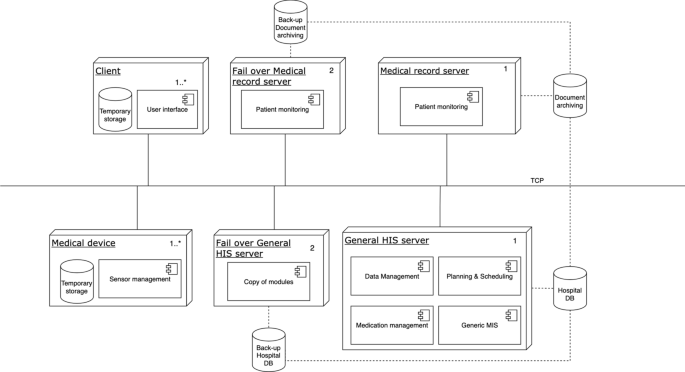 Back-up
Document
archiving
Client
1..*
Temporary
storage
User interface
Fail over Medical
record server
2
Patient monitoring
Medical record server
1
Patient monitoring
Document
archiving
TCP
Medical device
1..*
Temporary
storage
Sensor management
Fail over General
HIS server
2
Copy of modules
General HIS server
1
Data Management
Planning & Scheduling
Medication management
Generic MIS
Hospital
DB
Back-up
Hospital
DB